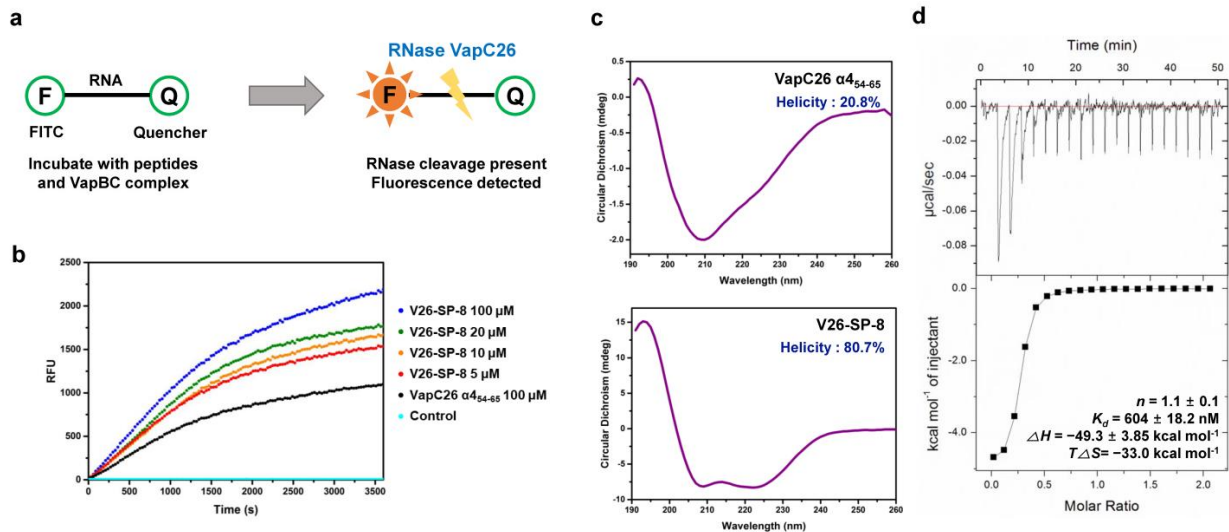 a
RNase VapC26
RNA
F
Q
F
Q
FITC
Quencher
Incubate with peptides
and VapBC complex
RNase cleavage present
Fluorescence detected
b
2500
2250
2000
1750
1500
1250
1000
750
500
250
0
RFU
0 500 1000 1500 2000 2500 3000 3500
Time (s)
V26-SP-8 100 μM
V26-SP-8 20 μM
V26-SP-8 10 μM
V26-SP-8 5 μM
VapC26 α4₅₄₋₆₅ 100 μM
Control
c
VapC26 α4₅₄₋₆₅
Helicity : 20.8%
0.5
0.0
-0.5
-1.0
-1.5
-2.0
Circular Dichroism (mdeg)
190 200 210 220 230 240 250 260
Wavelength (nm)
V26-SP-8
Helicity : 80.7%
15
10
5
0
-5
-10
Circular Dichroism (mdeg)
190 200 210 220 230 240 250 260
Wavelength (nm)
d
Time (min)
0 10 20 30 40 50
0.00
-0.02
-0.04
-0.06
-0.08
μcal/sec
0.0
-2.0
-4.0
kcal mol⁻¹ of injectant
n = 1.1 ± 0.1
K_d = 604 ± 18.2 nM
△H = −49.3 ± 3.85 kcal mol⁻¹
T△S= −33.0 kcal mol⁻¹
0.0 0.5 1.0 1.5 2.0
Molar Ratio